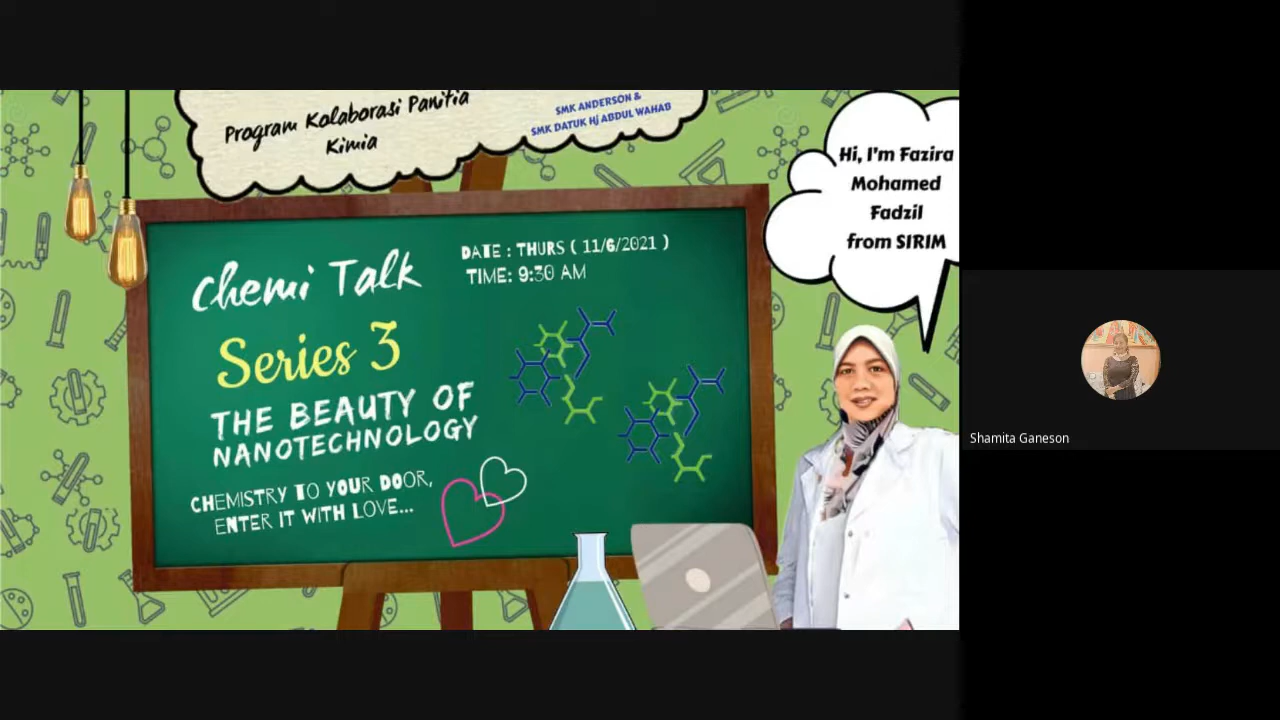 Program Kolaborasi Panitia
Kimia
SMK ANDERSON &
SMK DATUK Hj ABDUL WAHAB
Hi, I'm Fazira
Mohamed
Fadzil
from SIRIM
DATE : THURS ( 11/6/2021 )
TIME: 9:30 AM
Chemi Talk
Series 3
THE BEAUTY OF
NANOTECHNOLOGY
CHEMISTRY TO YOUR DOOR,
ENTER IT WITH LOVE...
Shamita Ganeson